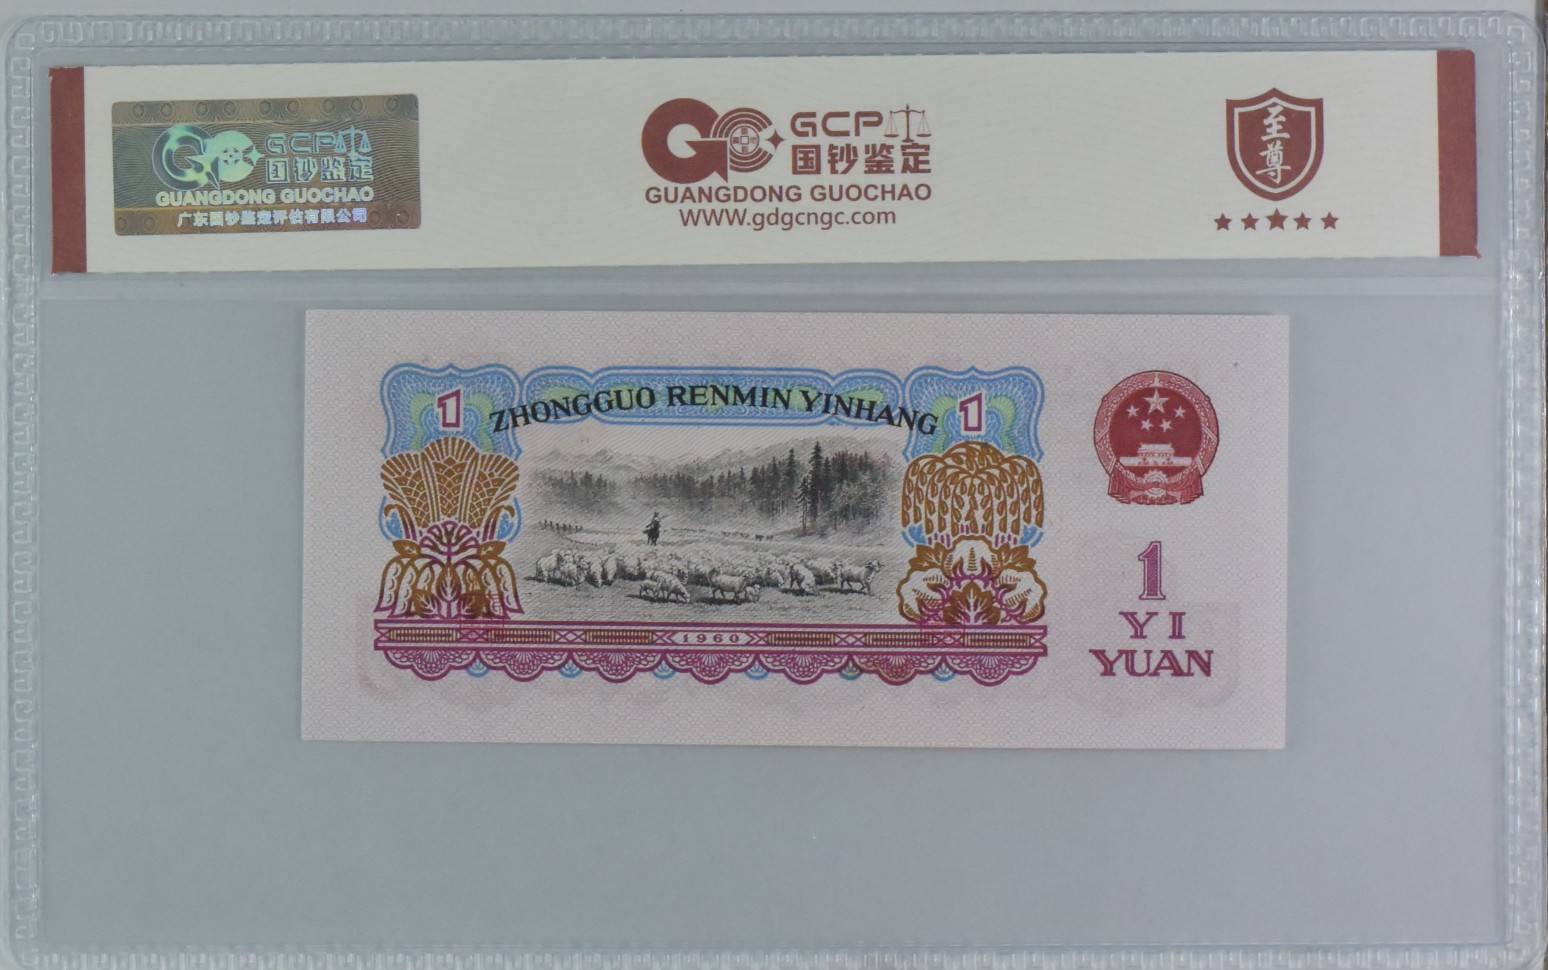 GCP
国钞鉴定
GUANGDONG GUOCHAO
广东国钞鉴定评估有限公司
GCP
国钞鉴定
GUANGDONG GUOCHAO
WWW.gdgcngc.com
至尊
1
ZHONGGUO RENMIN YINHANG
1
1960
1
YI
YUAN